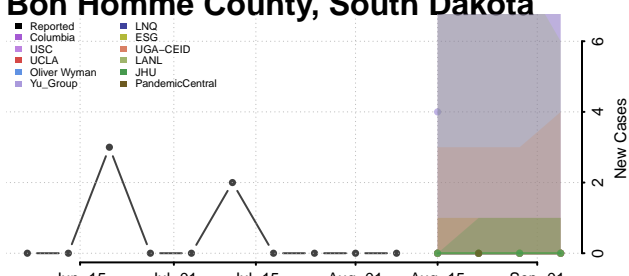 Bon Homme County, South Dakota
Reported
Columbia
USC
UCLA
Oliver Wyman
Yu_Group
LNQ
ESG
UGA−CEID
LANL
JHU
PandemicCentral
6
4
2
0
New Cases
Jun−15
Jul−01
Jul−15
Aug−01
Aug−15
Sep−01